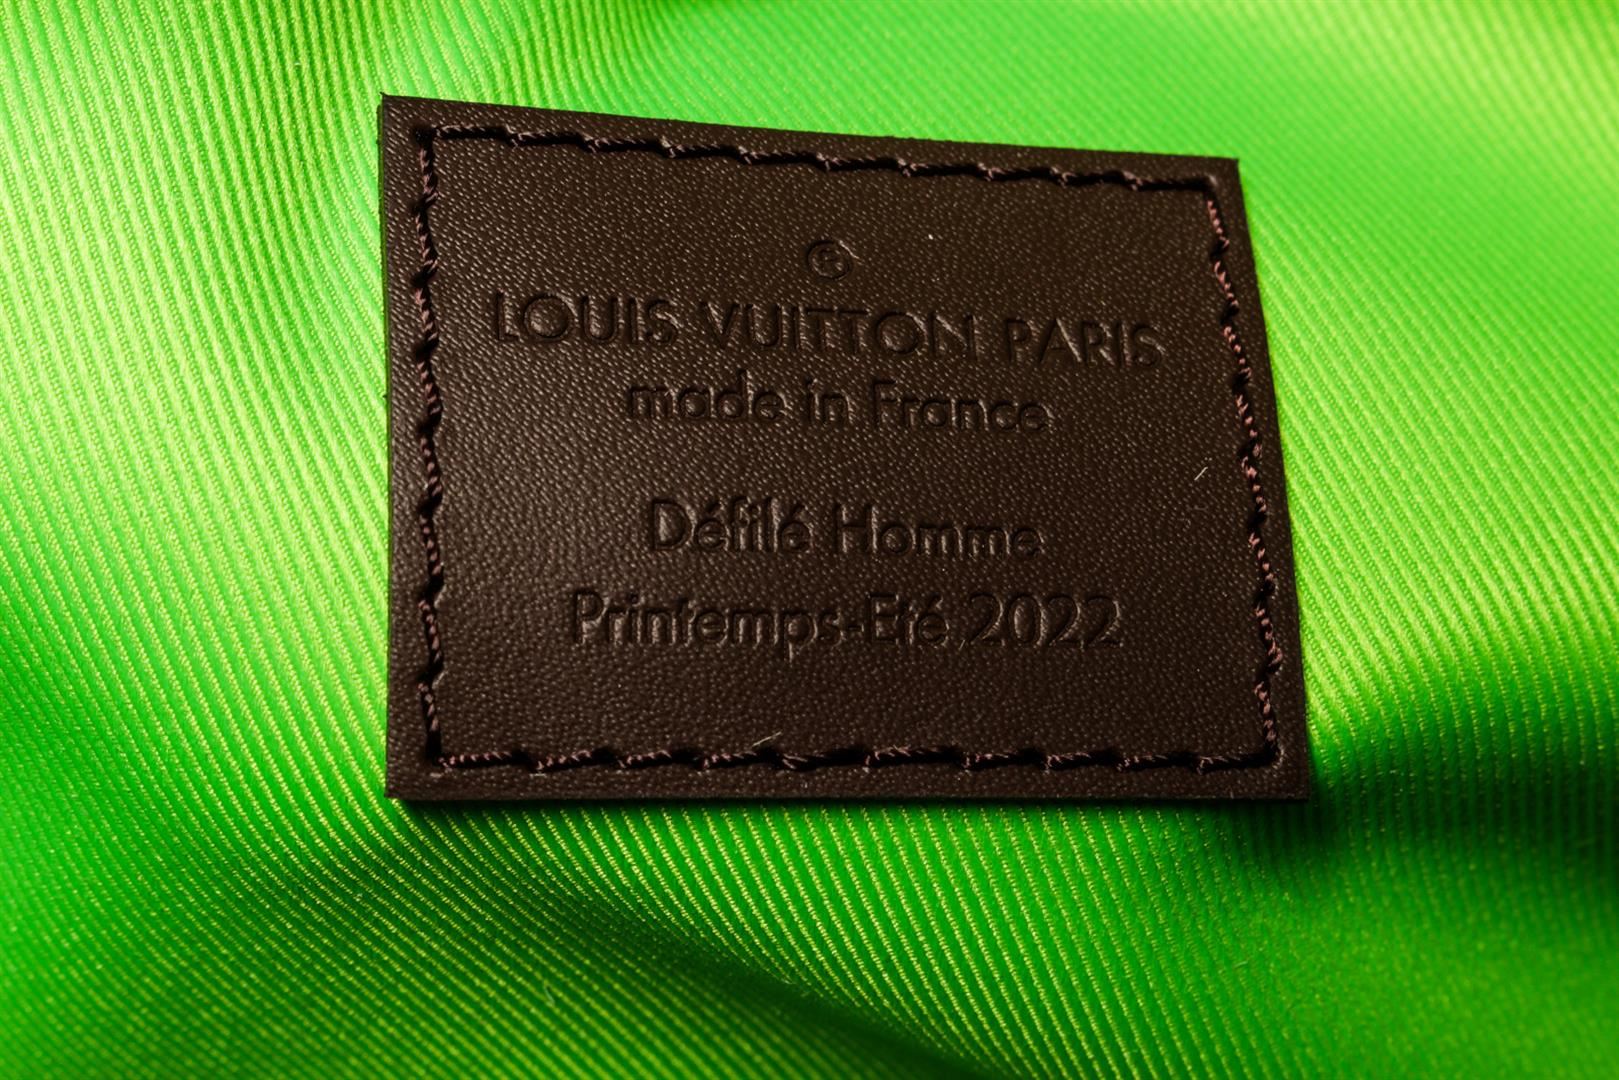 ©
LOUIS VUITTON PARIS
made in France
Défilé Homme
Printemps-Eté 2022